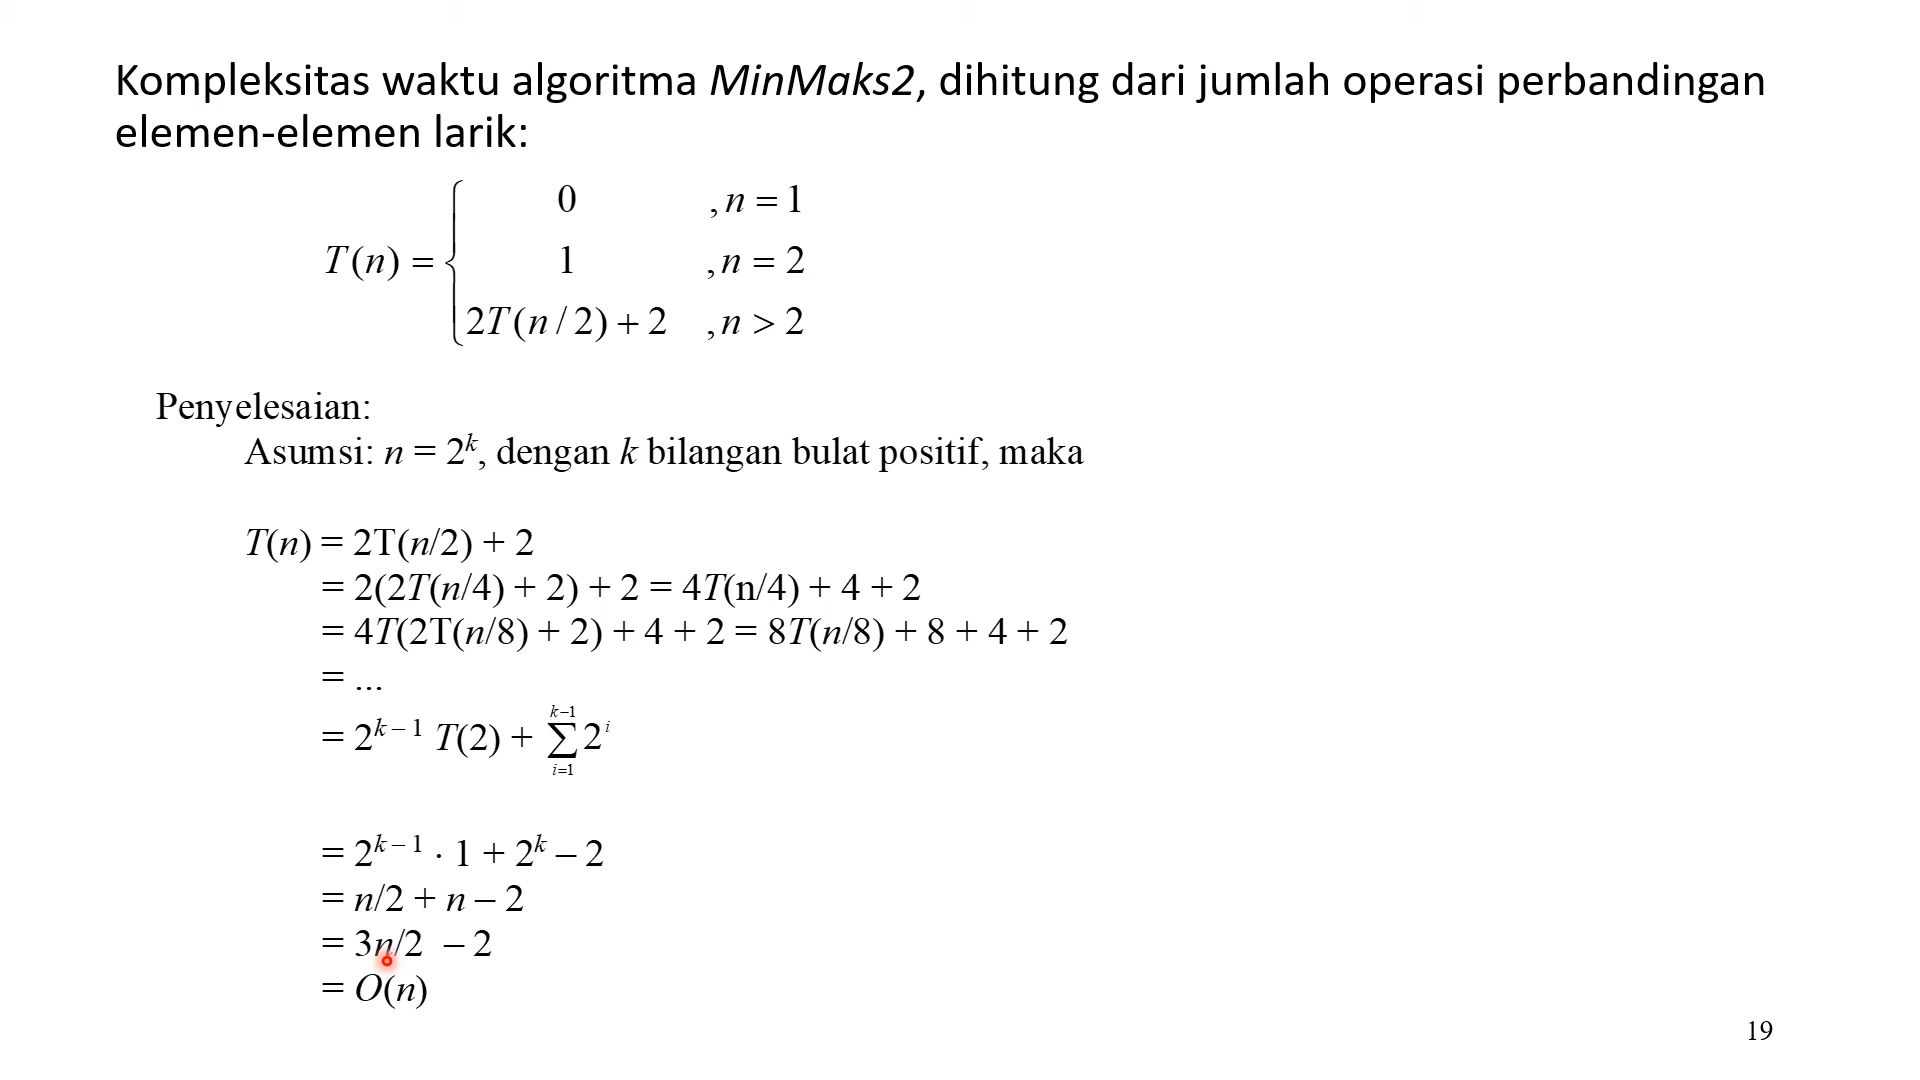 Kompleksitas waktu algoritma MinMaks2, dihitung dari jumlah operasi perbandingan
elemen-elemen larik:
0 , n = 1
T(n) = { 1 , n = 2
2T(n / 2) + 2 , n > 2
Penyelesaian:
Asumsi: n = 2^k, dengan k bilangan bulat positif, maka
T(n) = 2T(n/2) + 2
= 2(2T(n/4) + 2) + 2 = 4T(n/4) + 4 + 2
= 4T(2T(n/8) + 2) + 4 + 2 = 8T(n/8) + 8 + 4 + 2
= ...
= 2^{k – 1} T(2) + \sum_{i=1}^{k−1} 2^i
= 2^{k – 1} · 1 + 2^k – 2
= n/2 + n – 2
= 3n/2 – 2
= O(n)
19